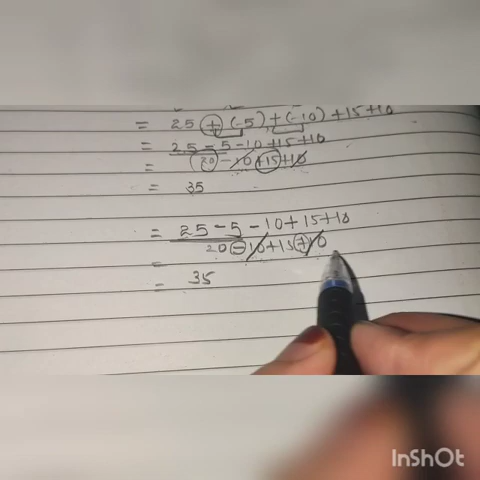 = 25 + (-5) + (-10) + 15 + 10
= 25 - 5 - 10 + 15 + 10
= 20 - 10 + 15 + 10
= 35
= 25 - 5 - 10 + 15 + 10
= 20 - 10 + 15 + 10
= 35
InShOt